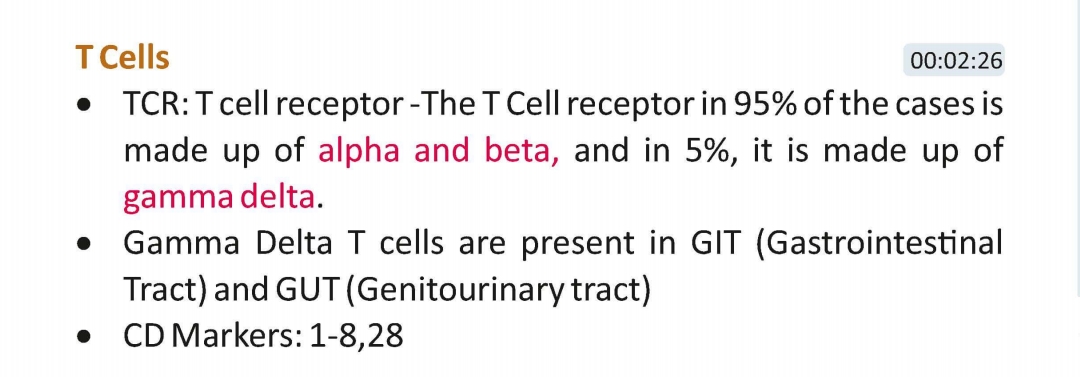 T Cells 00:02:26
• TCR: T cell receptor -The T Cell receptor in 95% of the cases is
made up of alpha and beta, and in 5%, it is made up of
gamma delta.
• Gamma Delta T cells are present in GIT (Gastrointestinal
Tract) and GUT (Genitourinary tract)
• CD Markers: 1-8,28